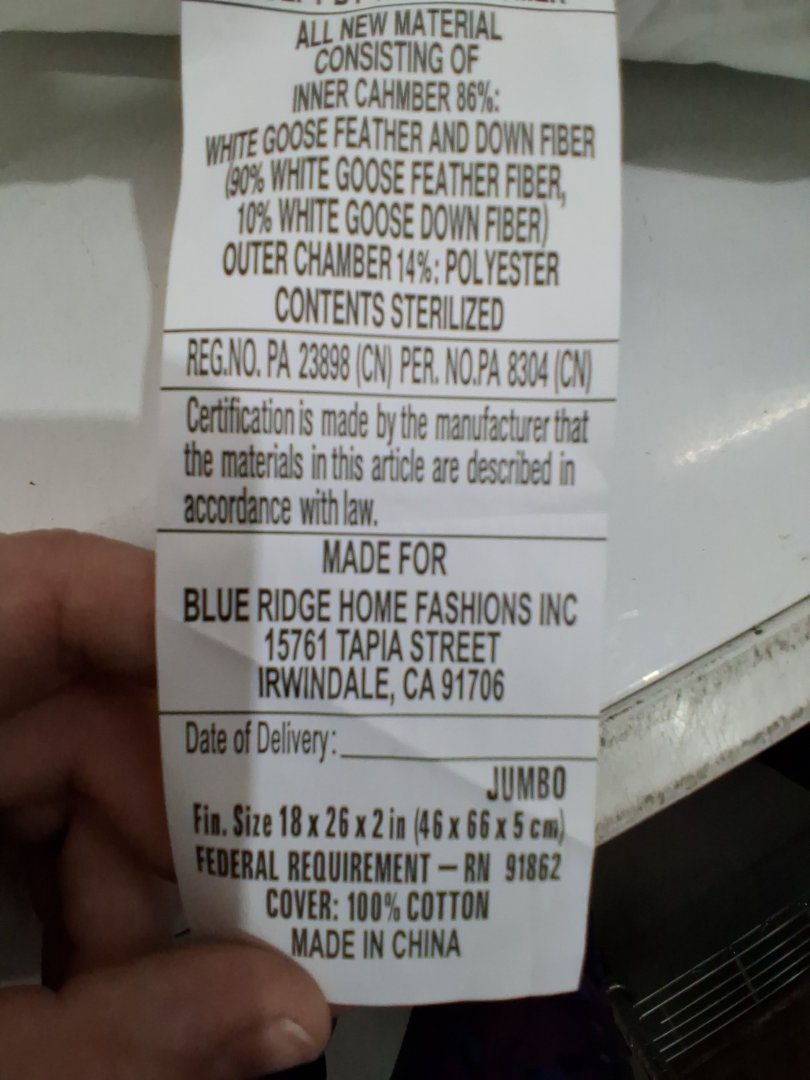 ALL NEW MATERIAL
CONSISTING OF
INNER CAHMBER 86%:
WHITE GOOSE FEATHER AND DOWN FIBER
(90% WHITE GOOSE FEATHER FIBER,
10% WHITE GOOSE DOWN FIBER)
OUTER CHAMBER 14%: POLYESTER
CONTENTS STERILIZED
REG.NO. PA 23898 (CN) PER. NO.PA 8304 (CN)
Certification is made by the manufacturer that
the materials in this article are described in
accordance with law.
MADE FOR
BLUE RIDGE HOME FASHIONS INC
15761 TAPIA STREET
IRWINDALE, CA 91706
Date of Delivery:
JUMBO
Fin. Size 18 x 26 x 2 in (46 x 66 x 5 cm)
FEDERAL REQUIREMENT – RN 91862
COVER: 100% COTTON
MADE IN CHINA